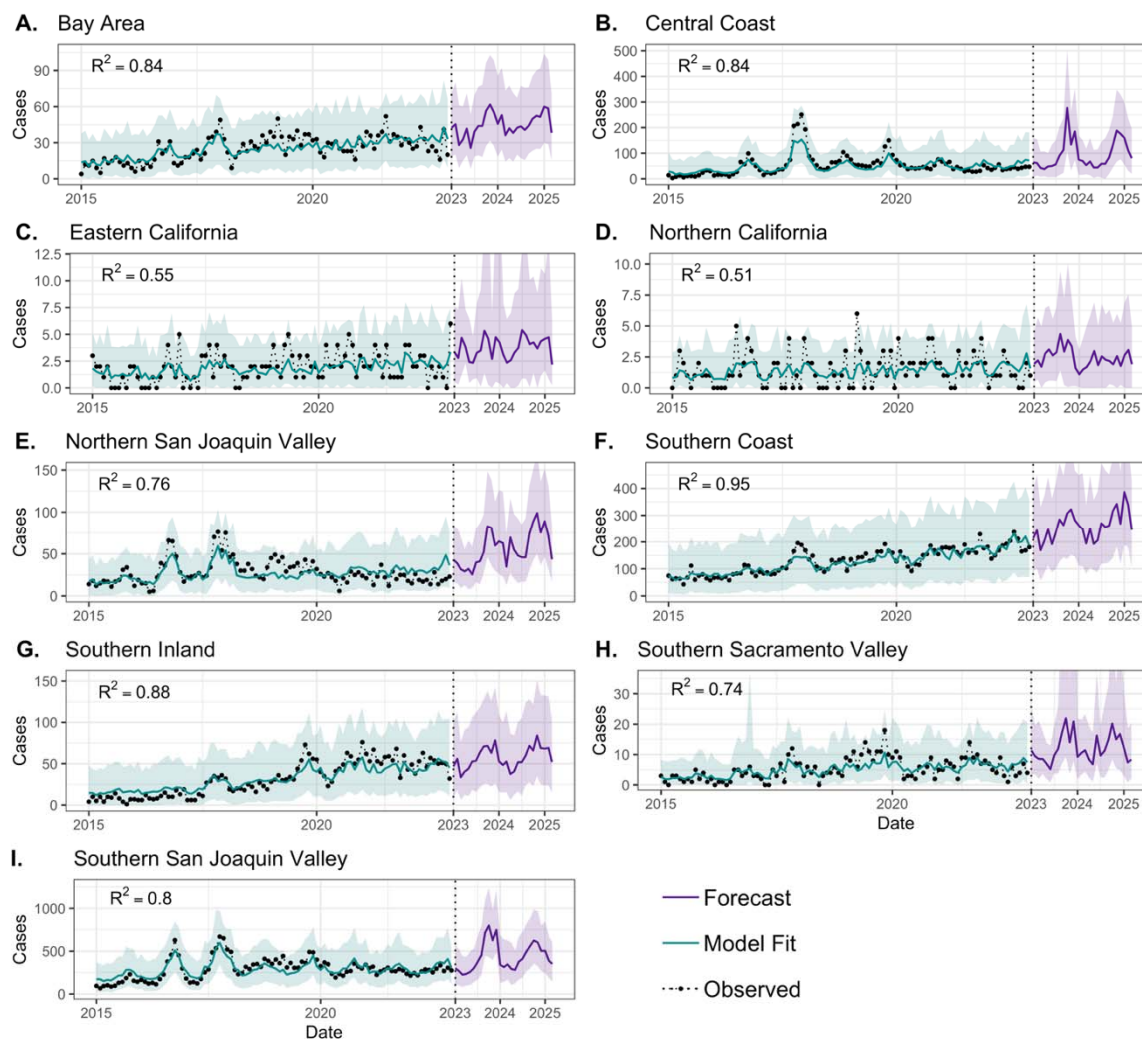 A. Bay Area
R² = 0.84
Cases
90
60
30
0
2015 2020 2023 2024 2025
B. Central Coast
R² = 0.84
Cases
500
400
300
200
100
0
2015 2020 2023 2024 2025
C. Eastern California
R² = 0.55
Cases
12.5
10.0
7.5
5.0
2.5
0.0
2015 2020 2023 2024 2025
D. Northern California
R² = 0.51
Cases
10.0
7.5
5.0
2.5
0.0
2015 2020 2023 2024 2025
E. Northern San Joaquin Valley
R² = 0.76
Cases
150
100
50
0
2015 2020 2023 2024 2025
F. Southern Coast
R² = 0.95
Cases
400
300
200
100
0
2015 2020 2023 2024 2025
G. Southern Inland
R² = 0.88
Cases
150
100
50
0
2015 2020 2023 2024 2025
H. Southern Sacramento Valley
R² = 0.74
Cases
30
20
10
0
2015 2020 2023 2024 2025
Date
I. Southern San Joaquin Valley
R² = 0.8
Cases
1000
500
0
2015 2020 2023 2024 2025
Date
Forecast
Model Fit
Observed